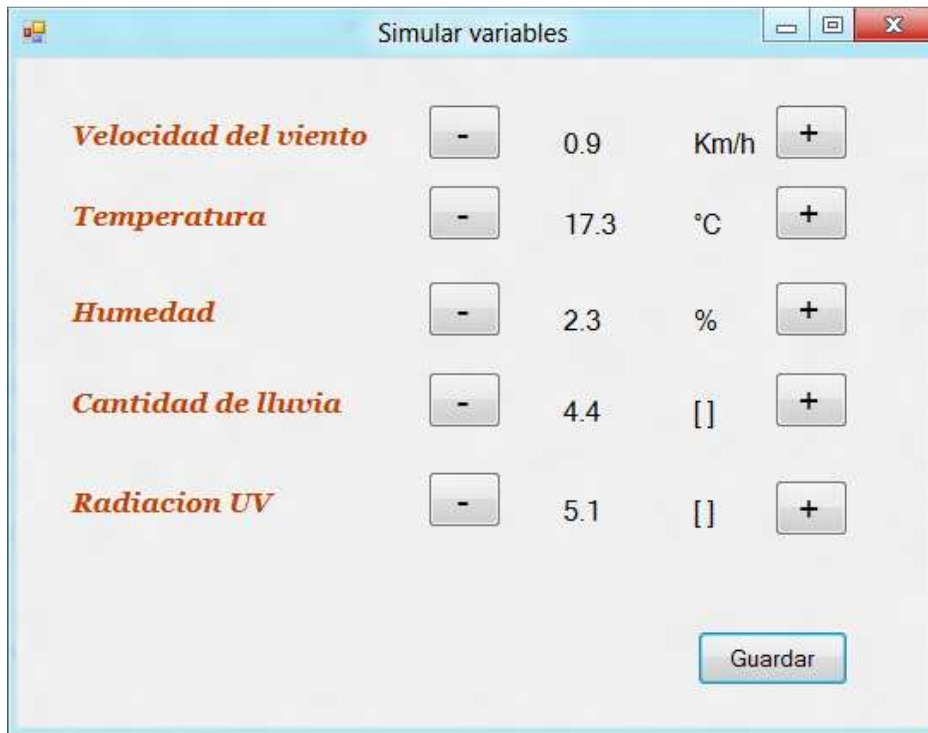 Simular variables
Velocidad del viento - 0.9 Km/h +
Temperatura - 17.3 °C +
Humedad - 2.3 % +
Cantidad de lluvia - 4.4 [ ] +
Radiacion UV - 5.1 [ ] +
Guardar